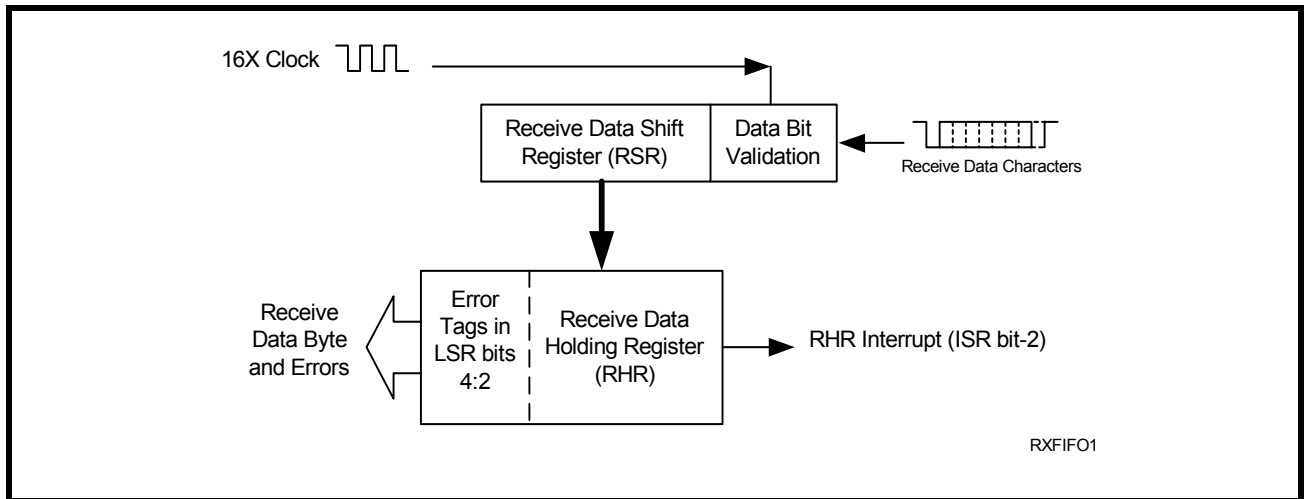 16X Clock
Receive Data Shift
Register (RSR)
Data Bit
Validation
Receive Data Characters
Receive
Data Byte
and Errors
Error
Tags in
LSR bits
4:2
Receive Data
Holding Register
(RHR)
RHR Interrupt (ISR bit-2)
RXFIFO1